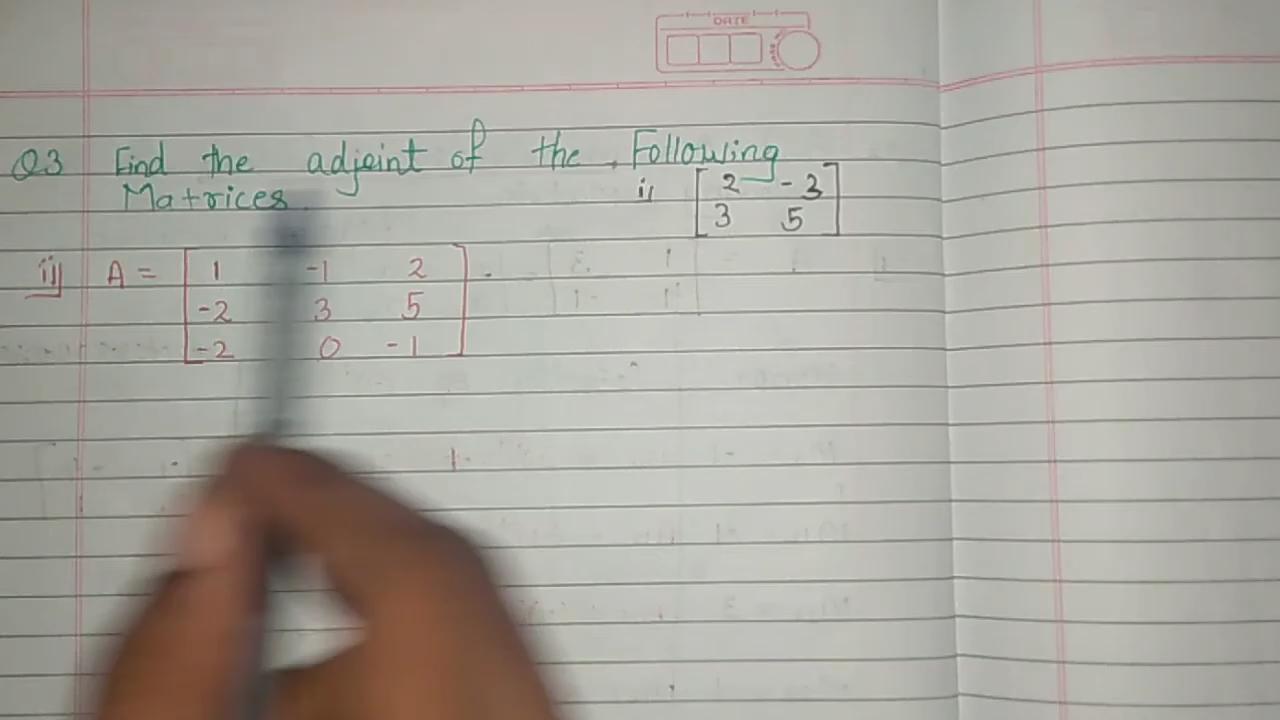 DATE
Q3 Find the adjoint of the Following
Matrices.
i) [ 2 -3
3 5 ]
ii) A = [ 1 -1 2
-2 3 5
-2 0 -1 ]